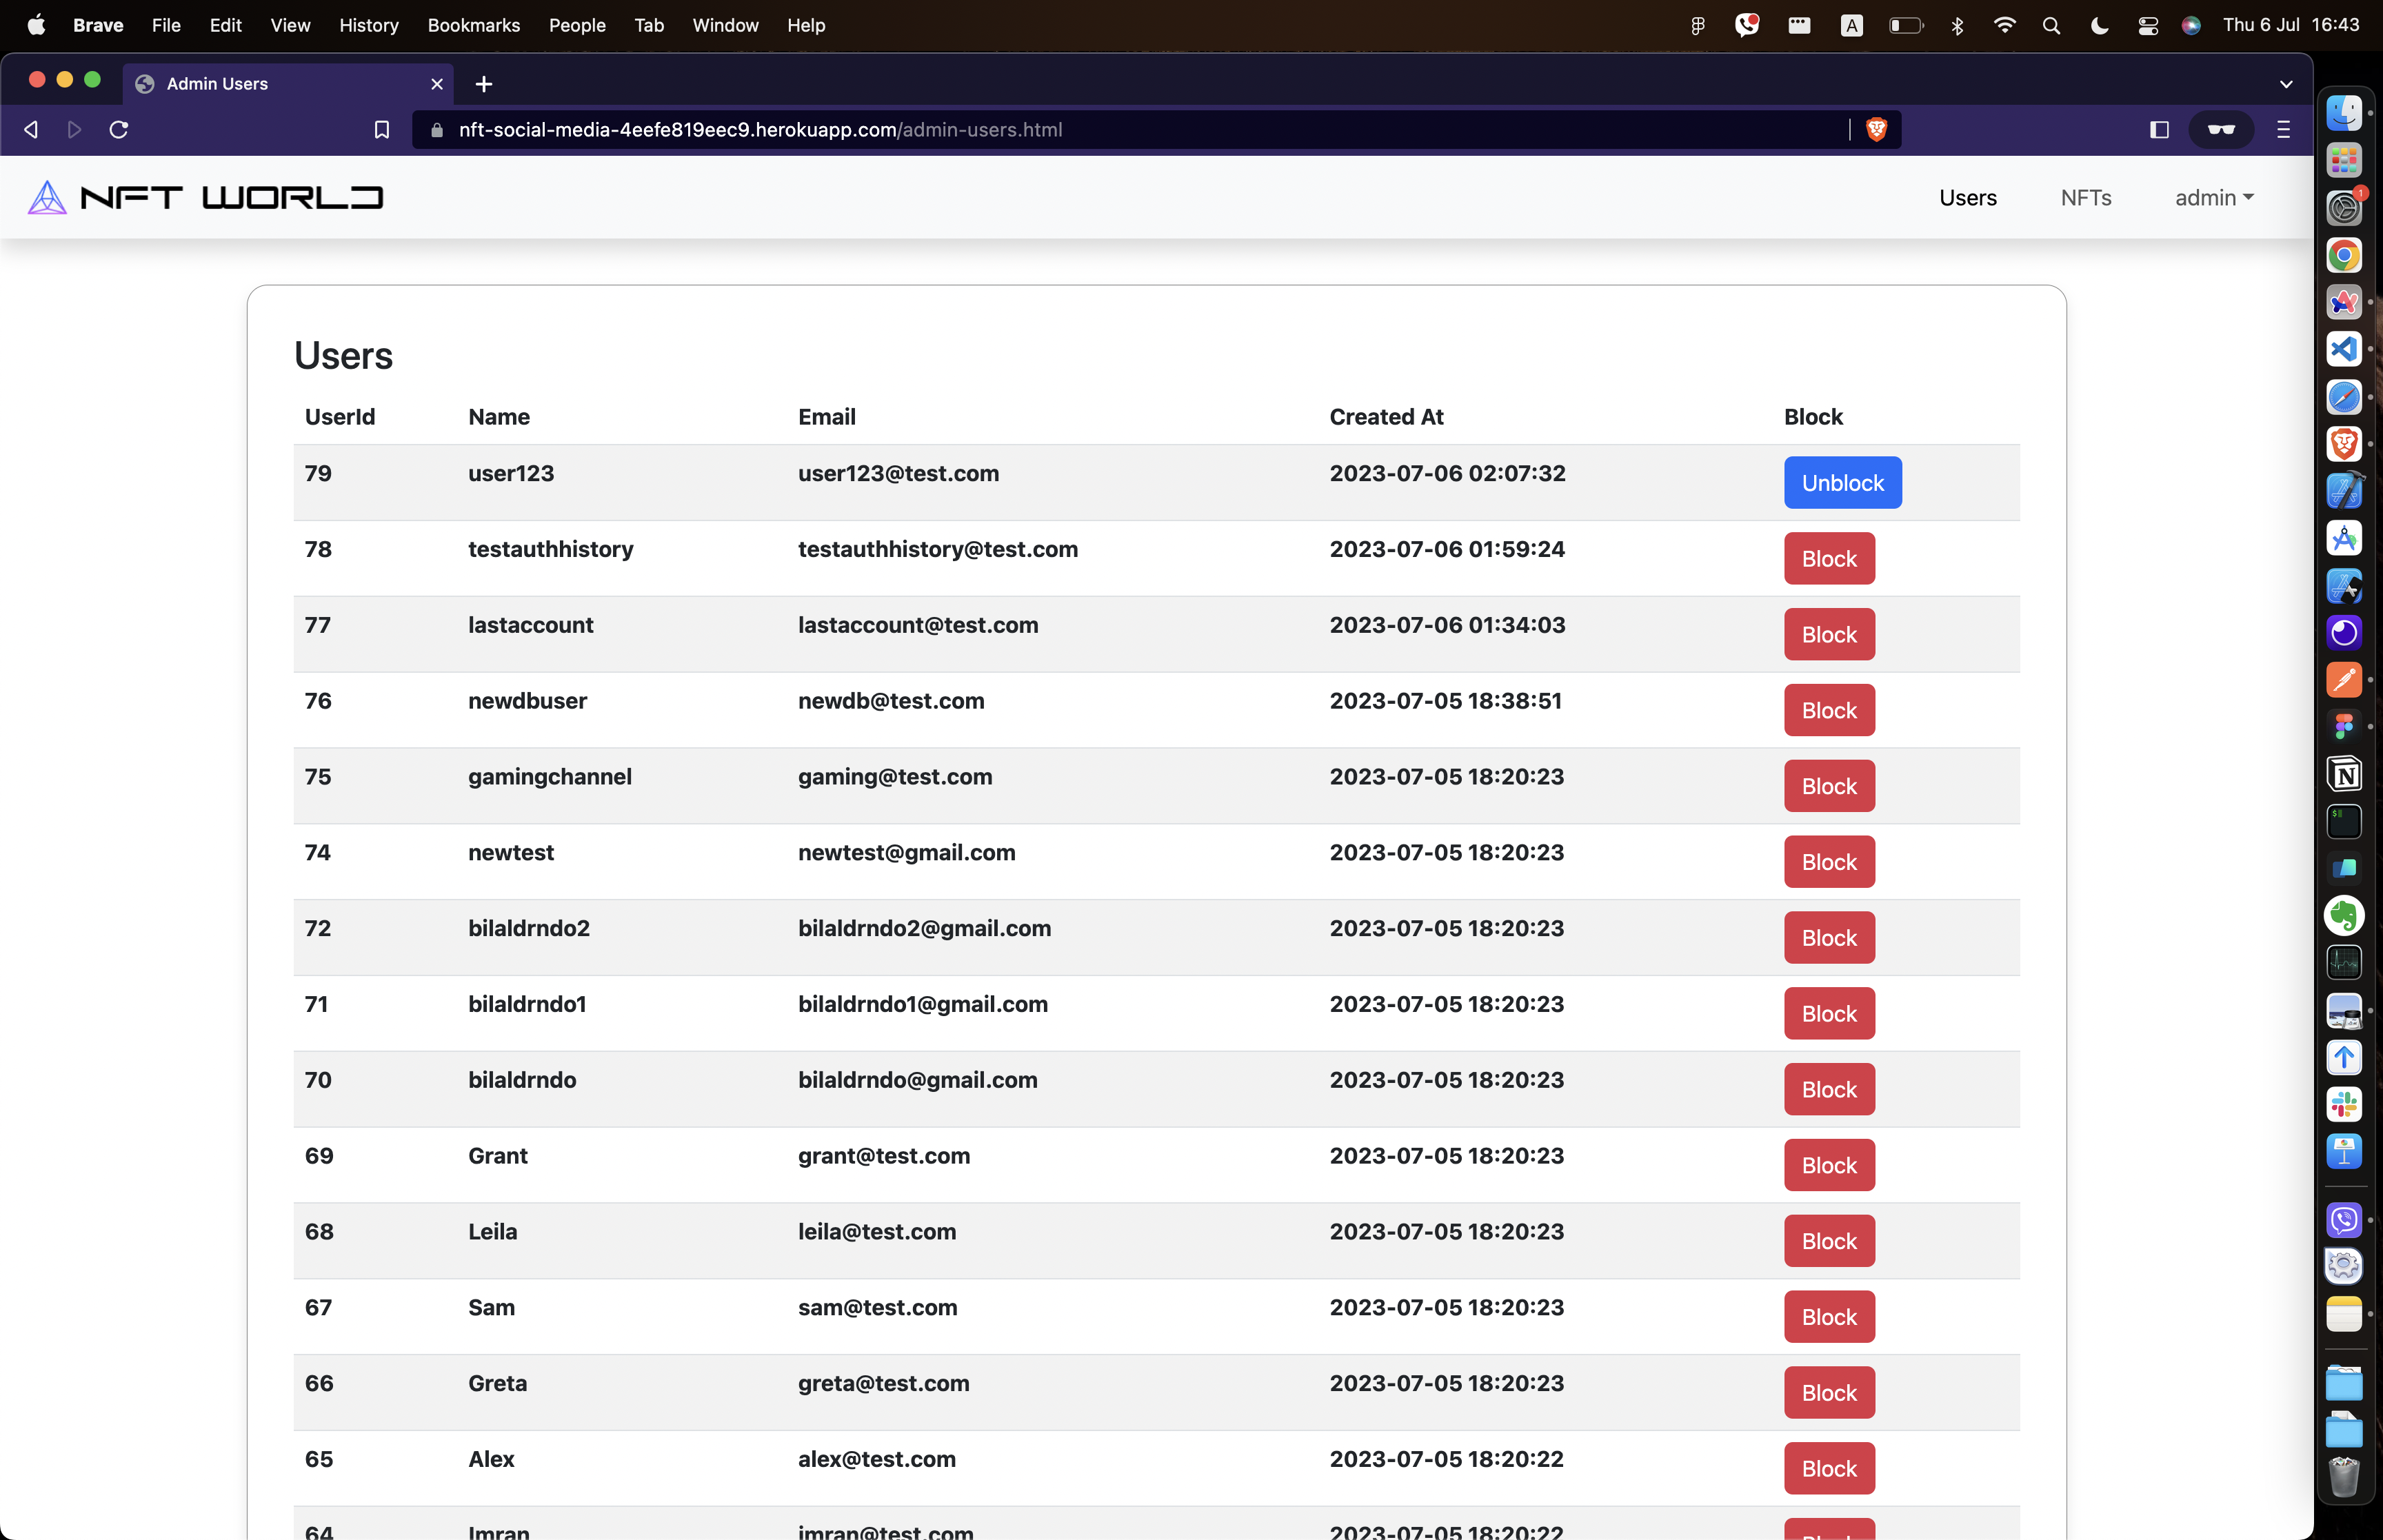 Brave File Edit View History Bookmarks People Tab Window Help A Thu 6 Jul 16:43
Admin Users
nft-social-media-4eefe819eec9.herokuapp.com/admin-users.html
NFT WORLD Users NFTs admin
1
Users
UserId Name Email Created At Block
79 user123 user123@test.com 2023-07-06 02:07:32 Unblock
78 testauthhistory testauthhistory@test.com 2023-07-06 01:59:24 Block
77 lastaccount lastaccount@test.com 2023-07-06 01:34:03 Block
76 newdbuser newdb@test.com 2023-07-05 18:38:51 Block
75 gamingchannel gaming@test.com 2023-07-05 18:20:23 Block
74 newtest newtest@gmail.com 2023-07-05 18:20:23 Block
72 bilaldrndo2 bilaldrndo2@gmail.com 2023-07-05 18:20:23 Block
71 bilaldrndo1 bilaldrndo1@gmail.com 2023-07-05 18:20:23 Block
70 bilaldrndo bilaldrndo@gmail.com 2023-07-05 18:20:23 Block
69 Grant grant@test.com 2023-07-05 18:20:23 Block
68 Leila leila@test.com 2023-07-05 18:20:23 Block
67 Sam sam@test.com 2023-07-05 18:20:23 Block
66 Greta greta@test.com 2023-07-05 18:20:23 Block
65 Alex alex@test.com 2023-07-05 18:20:22 Block
64 Imran imran@test.com 2023-07-05 18:20:22